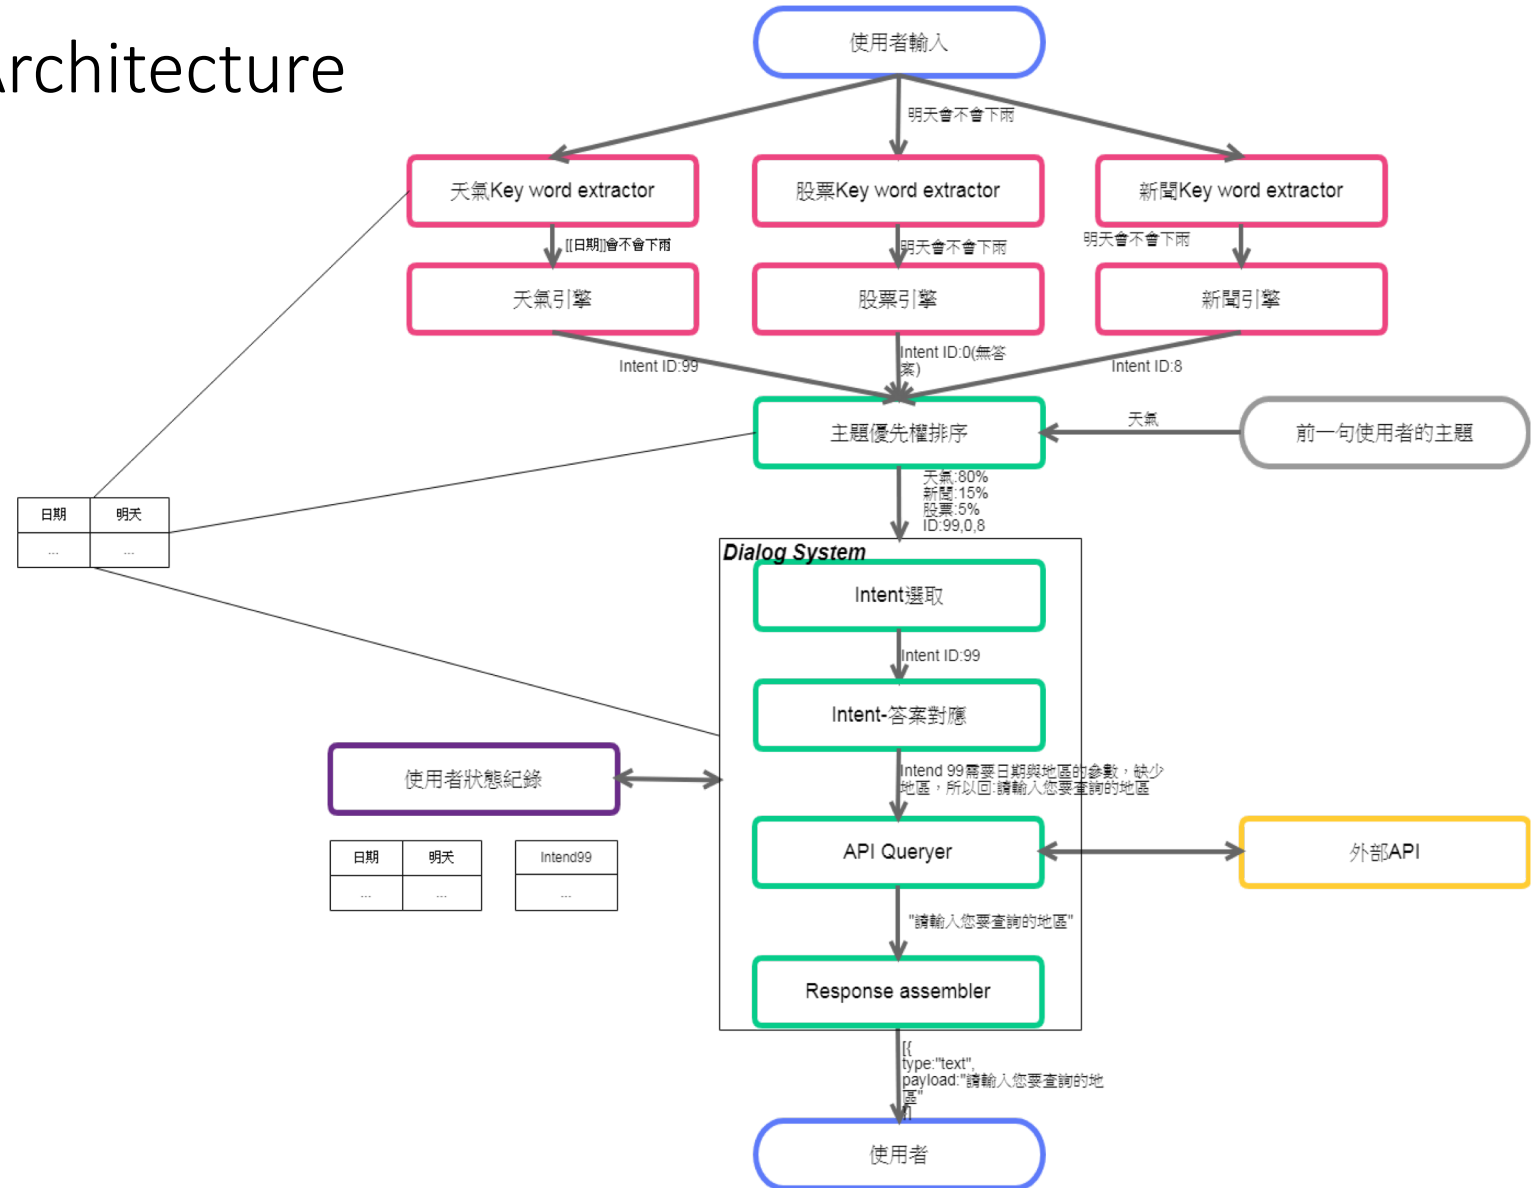 Architecture
使用者輸入
明天會不會下雨
天氣Key word extractor
股票Key word extractor
新聞Key word extractor
[[日期]]會不會下雨
明天會不會下雨
明天會不會下雨
天氣引擎
股票引擎
新聞引擎
Intent ID:99
Intent ID:0(無答
案)
Intent ID:8
主題優先權排序
天氣
前一句使用者的主題
天氣:80%
新聞:15%
股票:5%
ID:99,0,8
日期
明天
...
...
Dialog System
Intent選取
Intent ID:99
Intent-答案對應
Intend 99需要日期與地區的參數，缺少
地區，所以回:請輸入您要查詢的地區
使用者狀態紀錄
日期
明天
...
...
Intend99
...
API Queryer
外部API
"請輸入您要查詢的地區"
Response assembler
[{
type:"text",
payload:"請輸入您要查詢的地
區"
}]
使用者